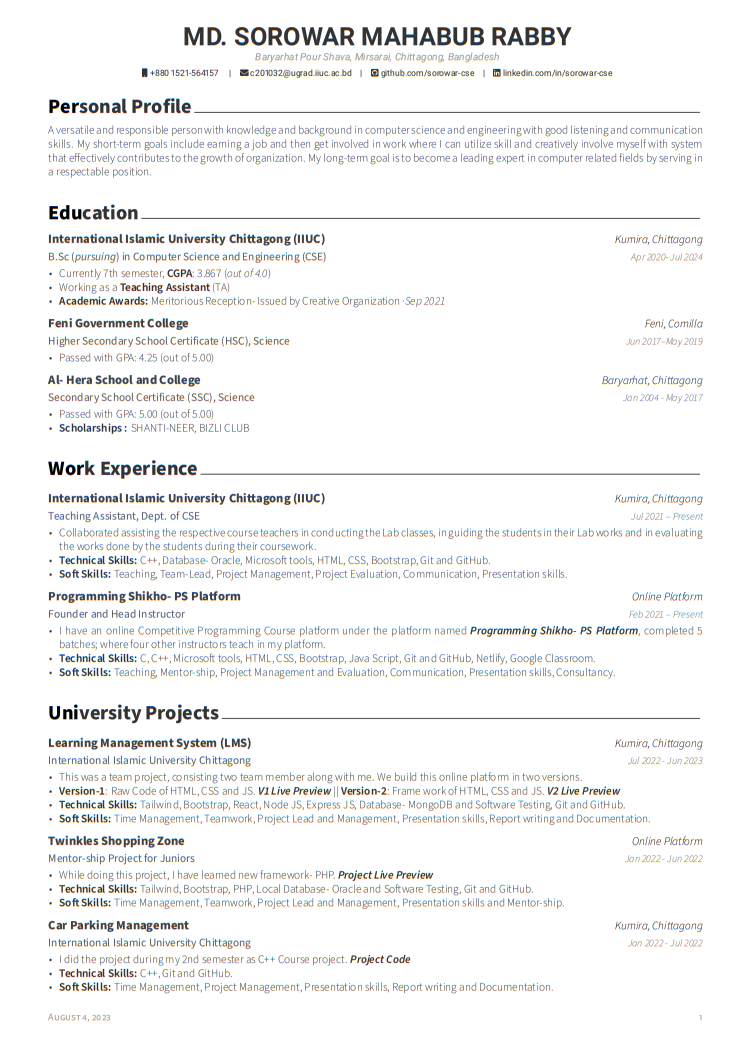 MD. SOROWAR MAHABUB RABBY
Baryarhat Pour Shava, Mirsarai, Chittagong, Bangladesh
+880 1521-564157 | c201032@ugrad.iiuc.ac.bd | github.com/sorowar-cse | linkedin.com/in/sorowar-cse
Personal Profile
A versatile and responsible person with knowledge and background in computer science and engineering with good listening and communication
skills. My short-term goals include earning a job and then get involved in work where I can utilize skill and creatively involve myself with system
that effectively contributes to the growth of organization. My long-term goal is to become a leading expert in computer related fields by serving in
a respectable position.
Education
International Islamic University Chittagong (IIUC) Kumira, Chittagong
B.Sc (pursuing) in Computer Science and Engineering (CSE) Apr 2020- Jul 2024
• Currently 7th semester, CGPA: 3.867 (out of 4.0)
• Working as a Teaching Assistant (TA)
• Academic Awards: Meritorious Reception- Issued by Creative Organization ·Sep 2021
Feni Government College Feni, Comilla
Higher Secondary School Certificate (HSC), Science Jun 2017–May 2019
• Passed with GPA: 4.25 (out of 5.00)
Al- Hera School and College Baryarhat, Chittagong
Secondary School Certificate (SSC), Science Jan 2004 - May 2017
• Passed with GPA: 5.00 (out of 5.00)
• Scholarships : SHANTI-NEER, BIZLI CLUB
Work Experience
International Islamic University Chittagong (IIUC) Kumira, Chittagong
Teaching Assistant, Dept. of CSE Jul 2021 – Present
• Collaborated assisting the respective course teachers in conducting the Lab classes, in guiding the students in their Lab works and in evaluating
the works done by the students during their coursework.
• Technical Skills: C++, Database- Oracle, Microsoft tools, HTML, CSS, Bootstrap, Git and GitHub.
• Soft Skills: Teaching, Team-Lead, Project Management, Project Evaluation, Communication, Presentation skills.
Programming Shikho- PS Platform Online Platform
Founder and Head Instructor Feb 2021 – Present
• I have an online Competitive Programming Course platform under the platform named Programming Shikho- PS Platform, completed 5
batches; where four other instructors teach in my platform.
• Technical Skills: C, C++, Microsoft tools, HTML, CSS, Bootstrap, Java Script, Git and GitHub, Netlify, Google Classroom.
• Soft Skills: Teaching, Mentor-ship, Project Management and Evaluation, Communication, Presentation skills, Consultancy.
University Projects
Learning Management System (LMS) Kumira, Chittagong
International Islamic University Chittagong Jul 2022 - Jun 2023
• This was a team project, consisting two team member along with me. We build this online platform in two versions.
• Version-1: Raw Code of HTML, CSS and JS. V1 Live Preview || Version-2: Frame work of HTML, CSS and JS. V2 Live Preview
• Technical Skills: Tailwind, Bootstrap, React, Node JS, Express JS, Database- MongoDB and Software Testing, Git and GitHub.
• Soft Skills: Time Management, Teamwork, Project Lead and Management, Presentation skills, Report writing and Documentation.
Twinkles Shopping Zone Online Platform
Mentor-ship Project for Juniors Jan 2022 - Jun 2022
• While doing this project, I have learned new framework- PHP. Project Live Preview
• Technical Skills: Tailwind, Bootstrap, PHP, Local Database- Oracle and Software Testing, Git and GitHub.
• Soft Skills: Time Management, Teamwork, Project Lead and Management, Presentation skills and Mentor-ship.
Car Parking Management Kumira, Chittagong
International Islamic University Chittagong Jan 2022 - Jul 2022
• I did the project during my 2nd semester as C++ Course project. Project Code
• Technical Skills: C++, Git and GitHub.
• Soft Skills: Time Management, Project Management, Presentation skills, Report writing and Documentation.
AUGUST 4, 2023 1